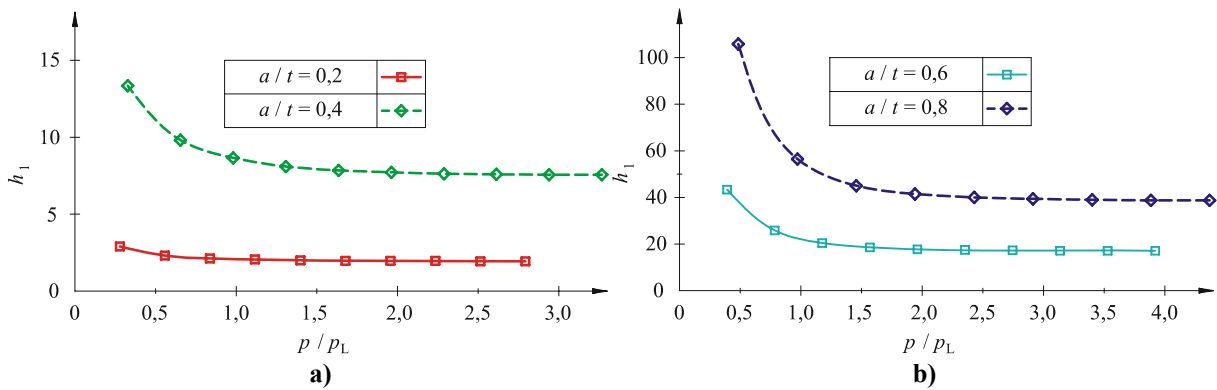 15
10
5
0
h1
a / t = 0,2
a / t = 0,4
0 0,5 1,0 1,5 2,0 2,5 3,0
p / pL
a)
100
80
60
40
20
0
h1
a / t = 0,6
a / t = 0,8
0 0,5 1,0 1,5 2,0 2,5 3,0 3,5 4,0
p / pL
b)